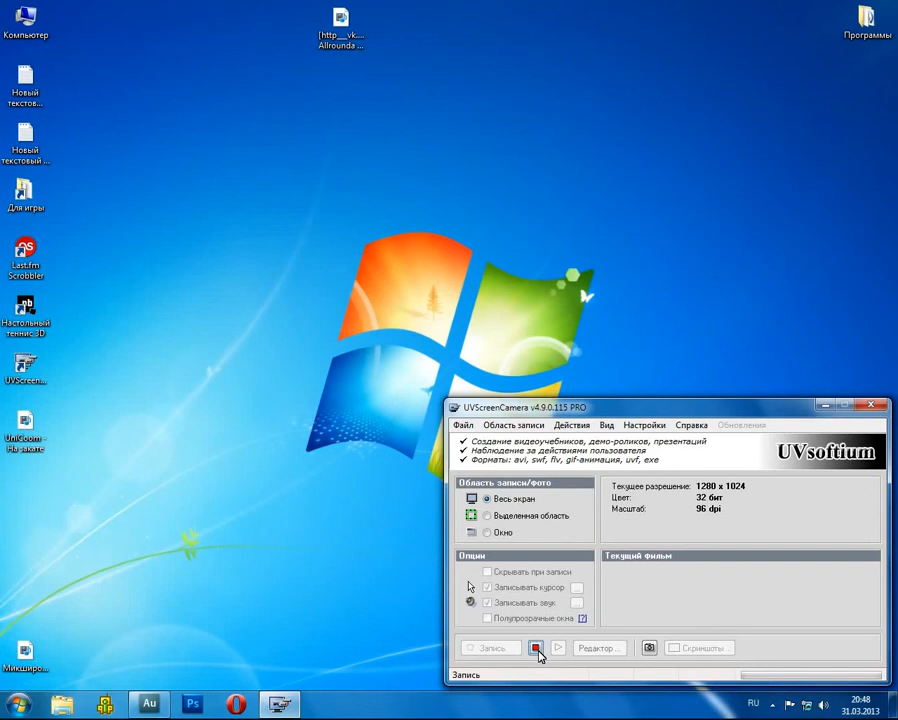 Компьютер
[http__vk....
Allrounda ...
Программы
Новый
текстов...
Новый
текстовый ...
Для игры
Last.fm
Scrobbler
Настольный
теннис 3D
UVScreen...
UniCoom -
На закате
Микширо...
UVScreenCamera v4.9.0.115 PRO
Файл Область записи Действия Вид Настройки Справка Обновления
Создание видеоучебников, демо-роликов, презентаций
Наблюдение за действиями пользователя
Форматы: avi, swf, flv, gif-анимация, uvf, exe
UVsoftium
Область записи/фото
Весь экран
Выделенная область
Окно
Текущее разрешение: 1280 x 1024
Цвет: 32 бит
Масштаб: 96 dpi
Опции
Скрывать при записи
Записывать курсор ...
Записывать звук ...
Полупрозрачные окна [?]
Текущий фильм
Запись Редактор... Скриншоты...
Запись
Au Ps
RU
20:48
31.03.2013